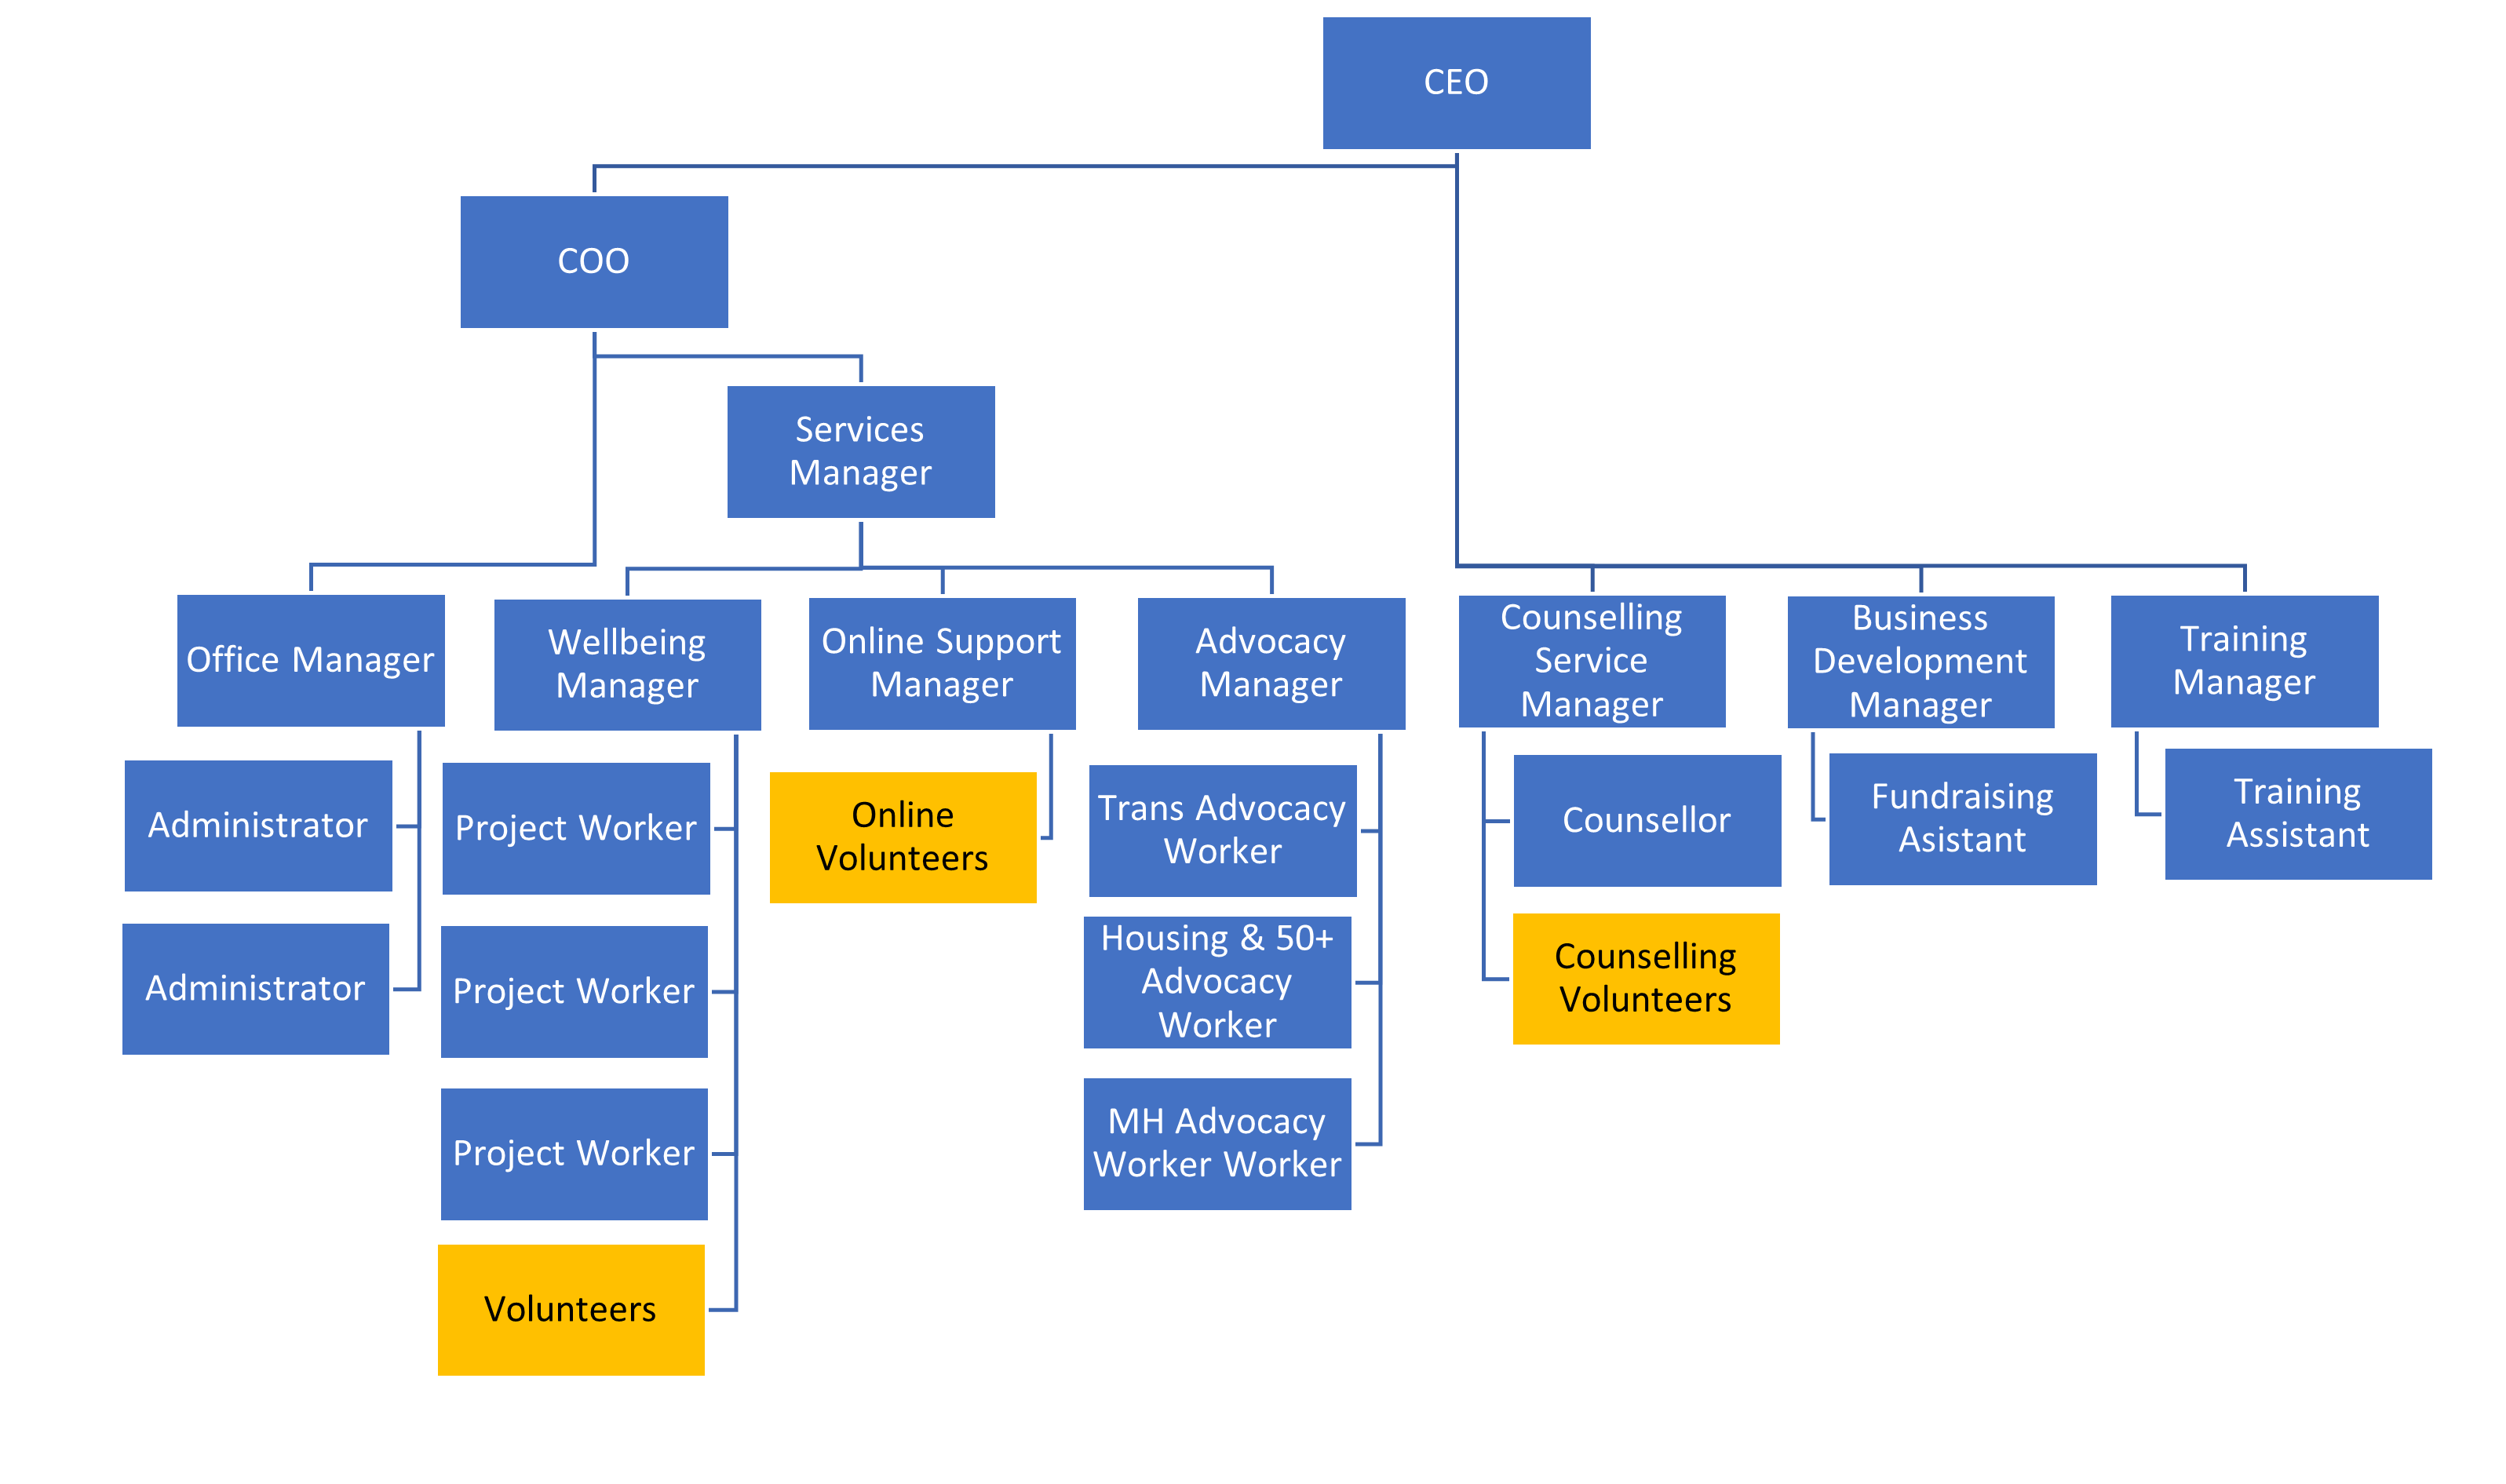 CEO
COO
Services
Manager
Office Manager
Wellbeing
Manager
Online Support
Manager
Advocacy
Manager
Counselling
Service
Manager
Business
Development
Manager
Training
Manager
Administrator
Administrator
Project Worker
Project Worker
Project Worker
Volunteers
Online
Volunteers
Trans Advocacy
Worker
Housing & 50+
Advocacy
Worker
MH Advocacy
Worker Worker
Counsellor
Counselling
Volunteers
Fundraising
Asistant
Training
Assistant